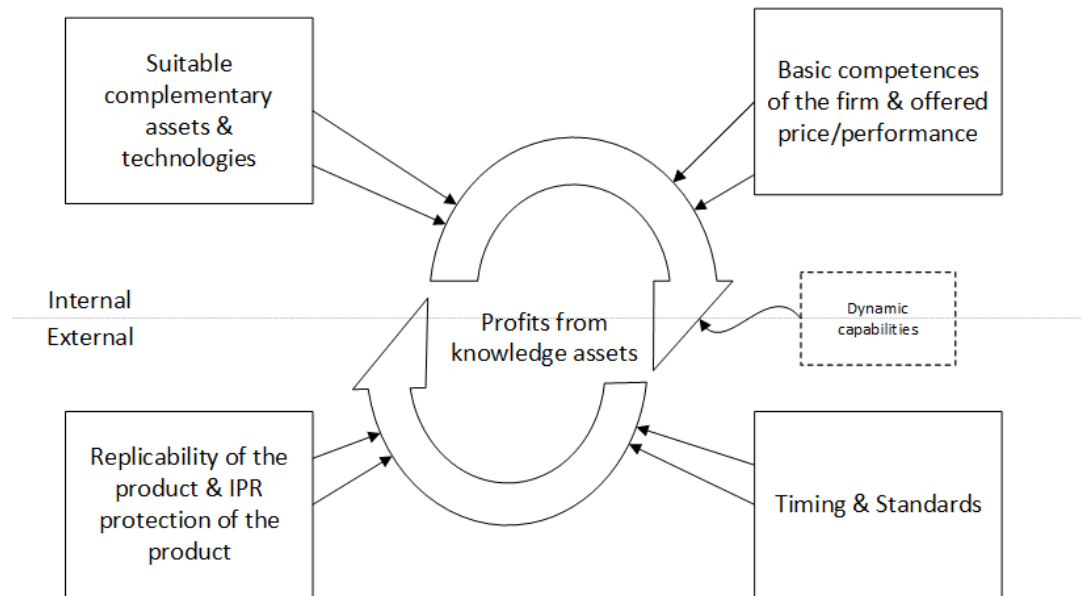 Suitable
complementary
assets &
technologies
Basic competences
of the firm & offered
price/performance
Internal
External
Profits from
knowledge assets
Dynamic
capabilities
Replicability of the
product & IPR
protection of the
product
Timing & Standards